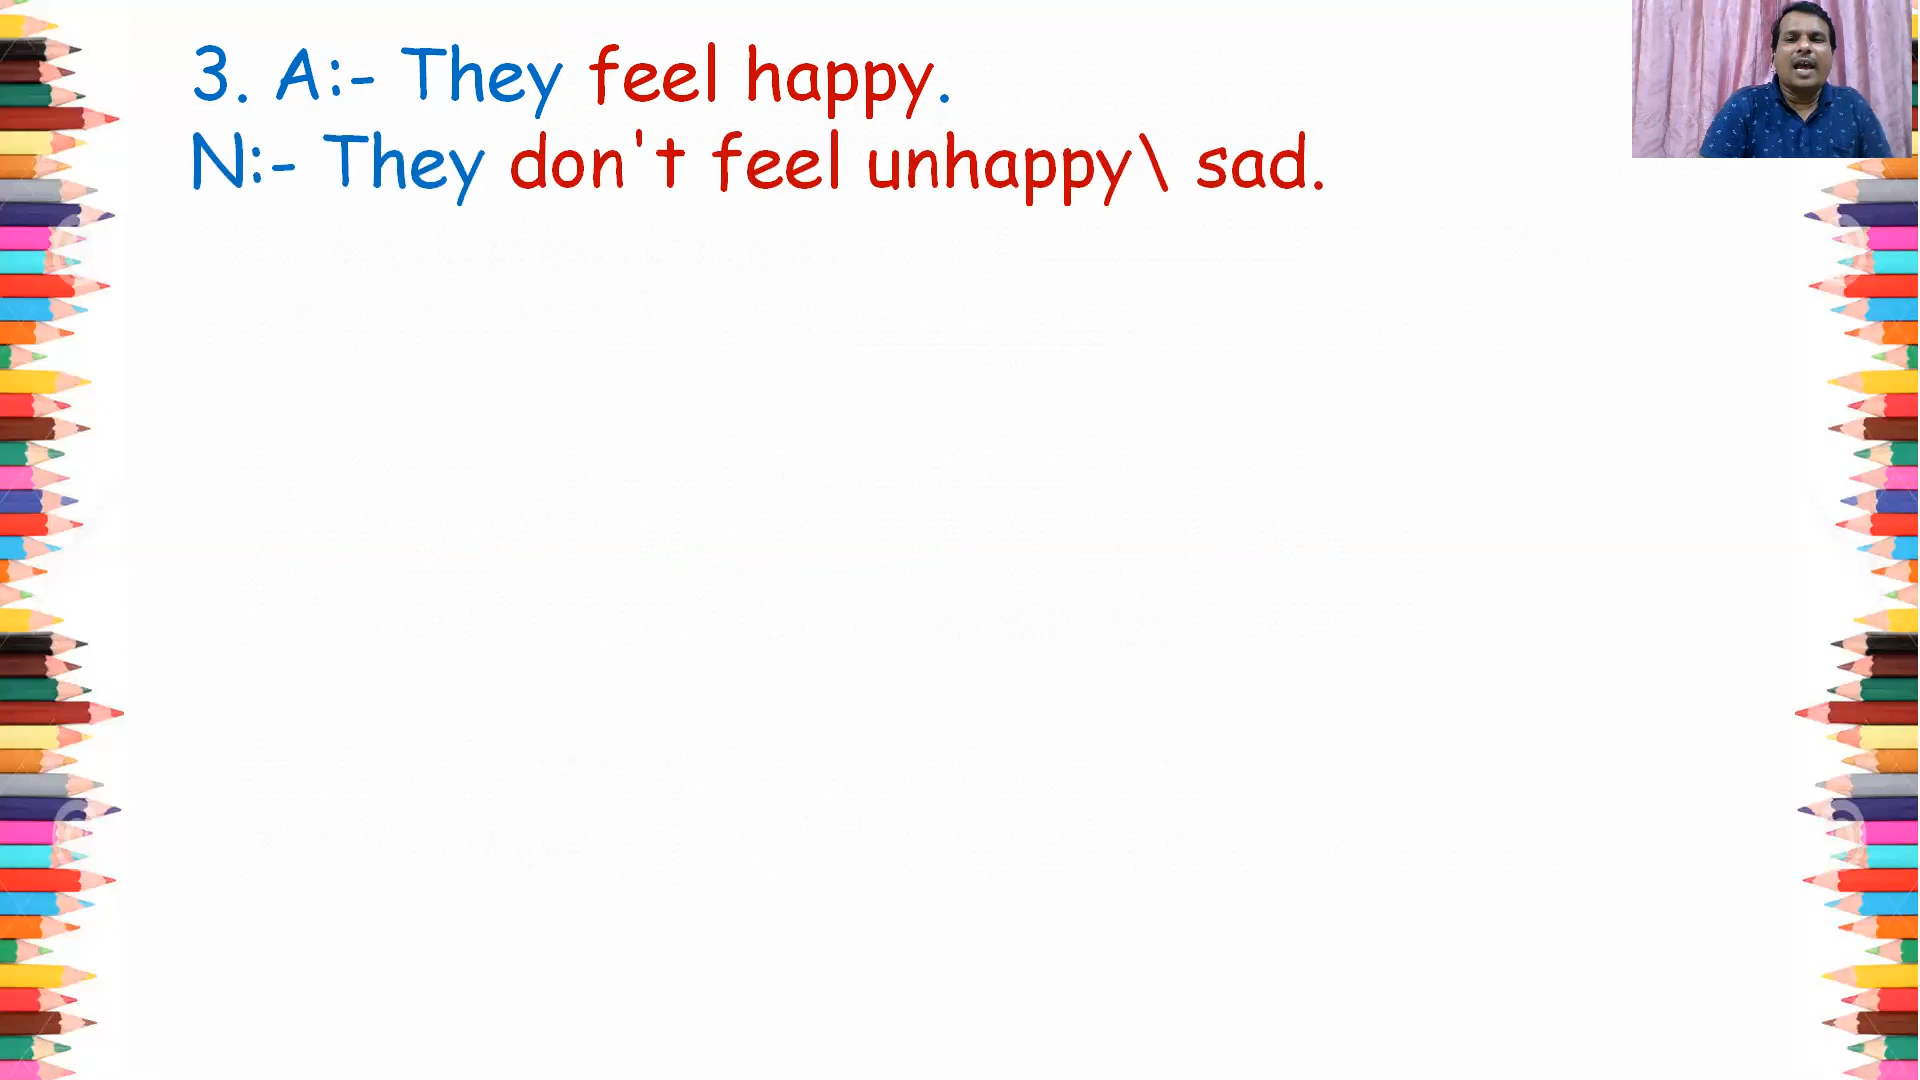 3. A:- They feel happy.
N:- They don't feel unhappy\ sad.